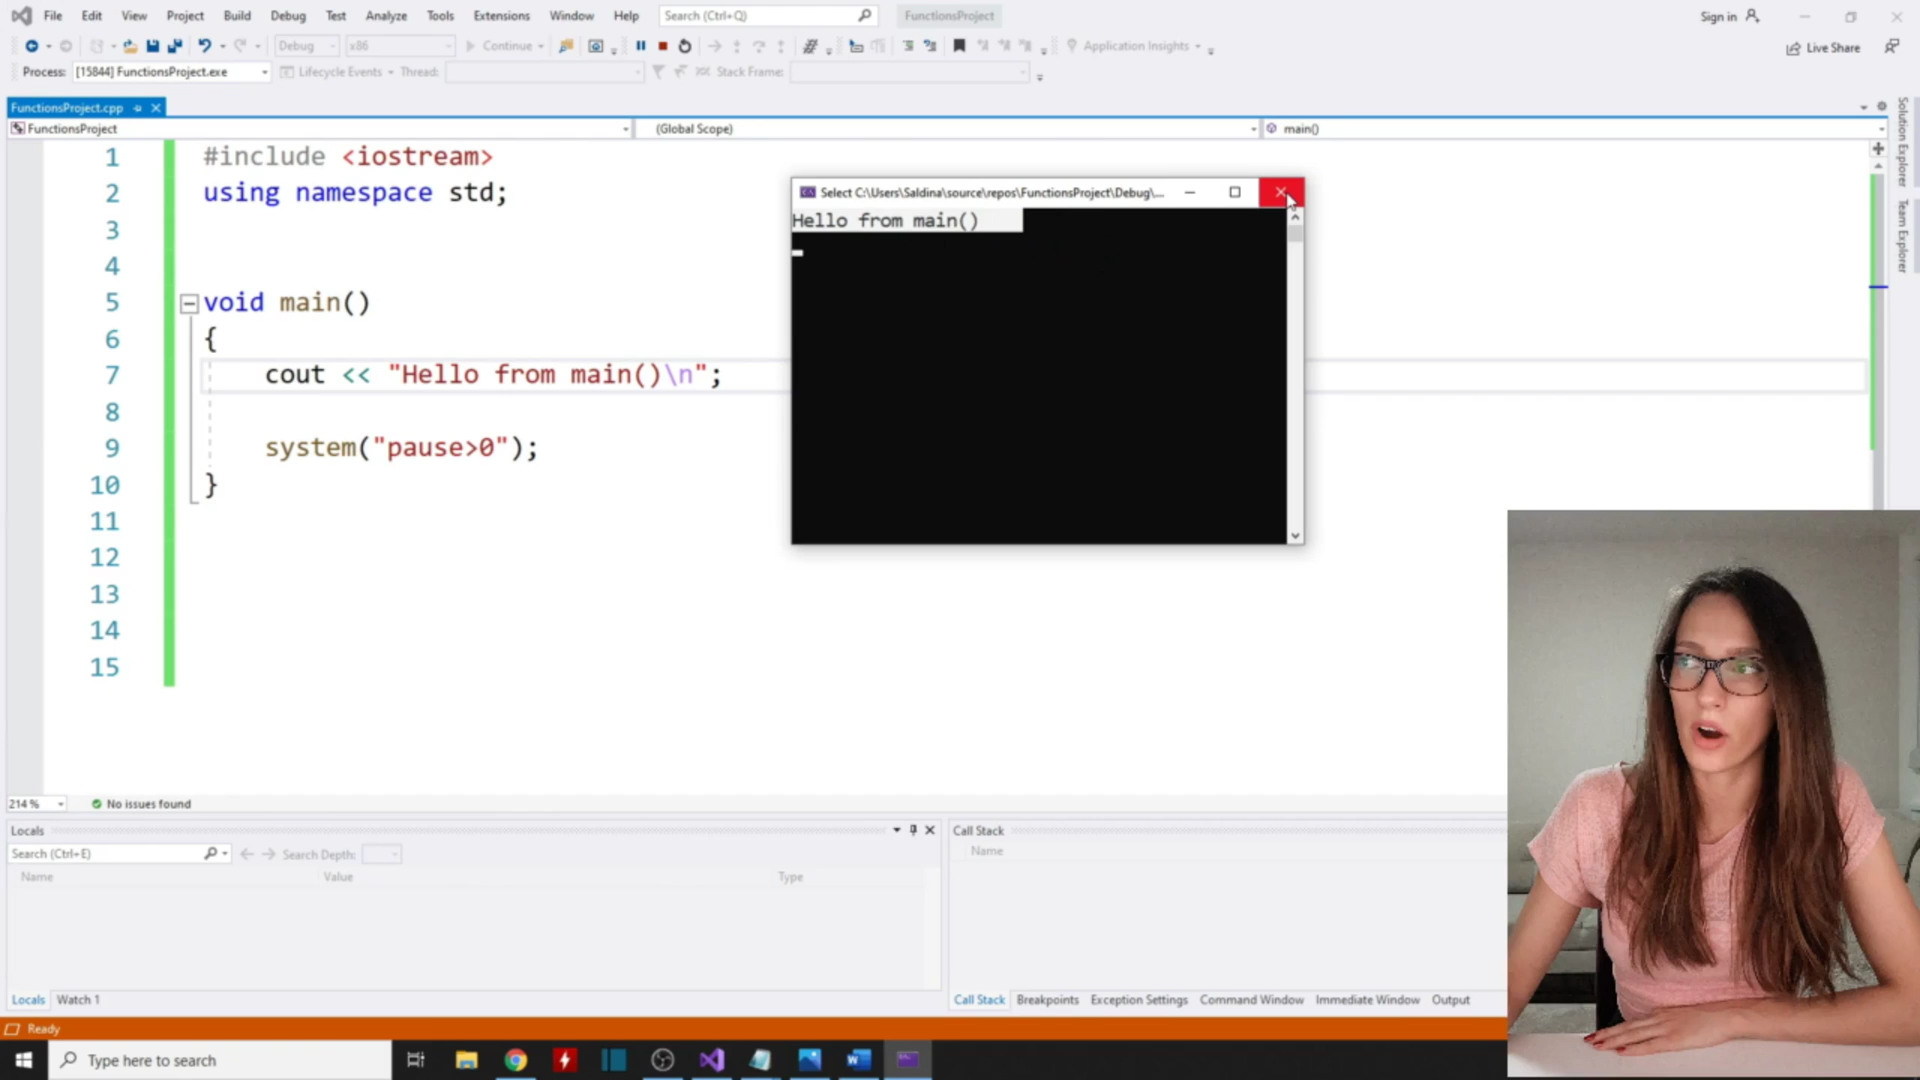 File Edit View Project Build Debug Test Analyze Tools Extensions Window Help Search (Ctrl+Q) FunctionsProject Sign in
Debug x86 Continue Application Insights Live Share
Process: [15844] FunctionsProject.exe Lifecycle Events Thread: Stack Frame:
FunctionsProject.cpp
FunctionsProject (Global Scope) main()
1 #include <iostream>
2 using namespace std;
3
4
5 void main()
6 {
7 cout << "Hello from main()\n";
8
9 system("pause>0");
10 }
11
12
13
14
15
Select C:\Users\Saldina\source\repos\FunctionsProject\Debug\...
Hello from main()
Solution Explorer
Team Explorer
214 % No issues found
Locals
Search (Ctrl+E) Search Depth:
Name Value Type
Locals Watch 1
Call Stack
Name
Call Stack Breakpoints Exception Settings Command Window Immediate Window Output
Ready
Type here to search